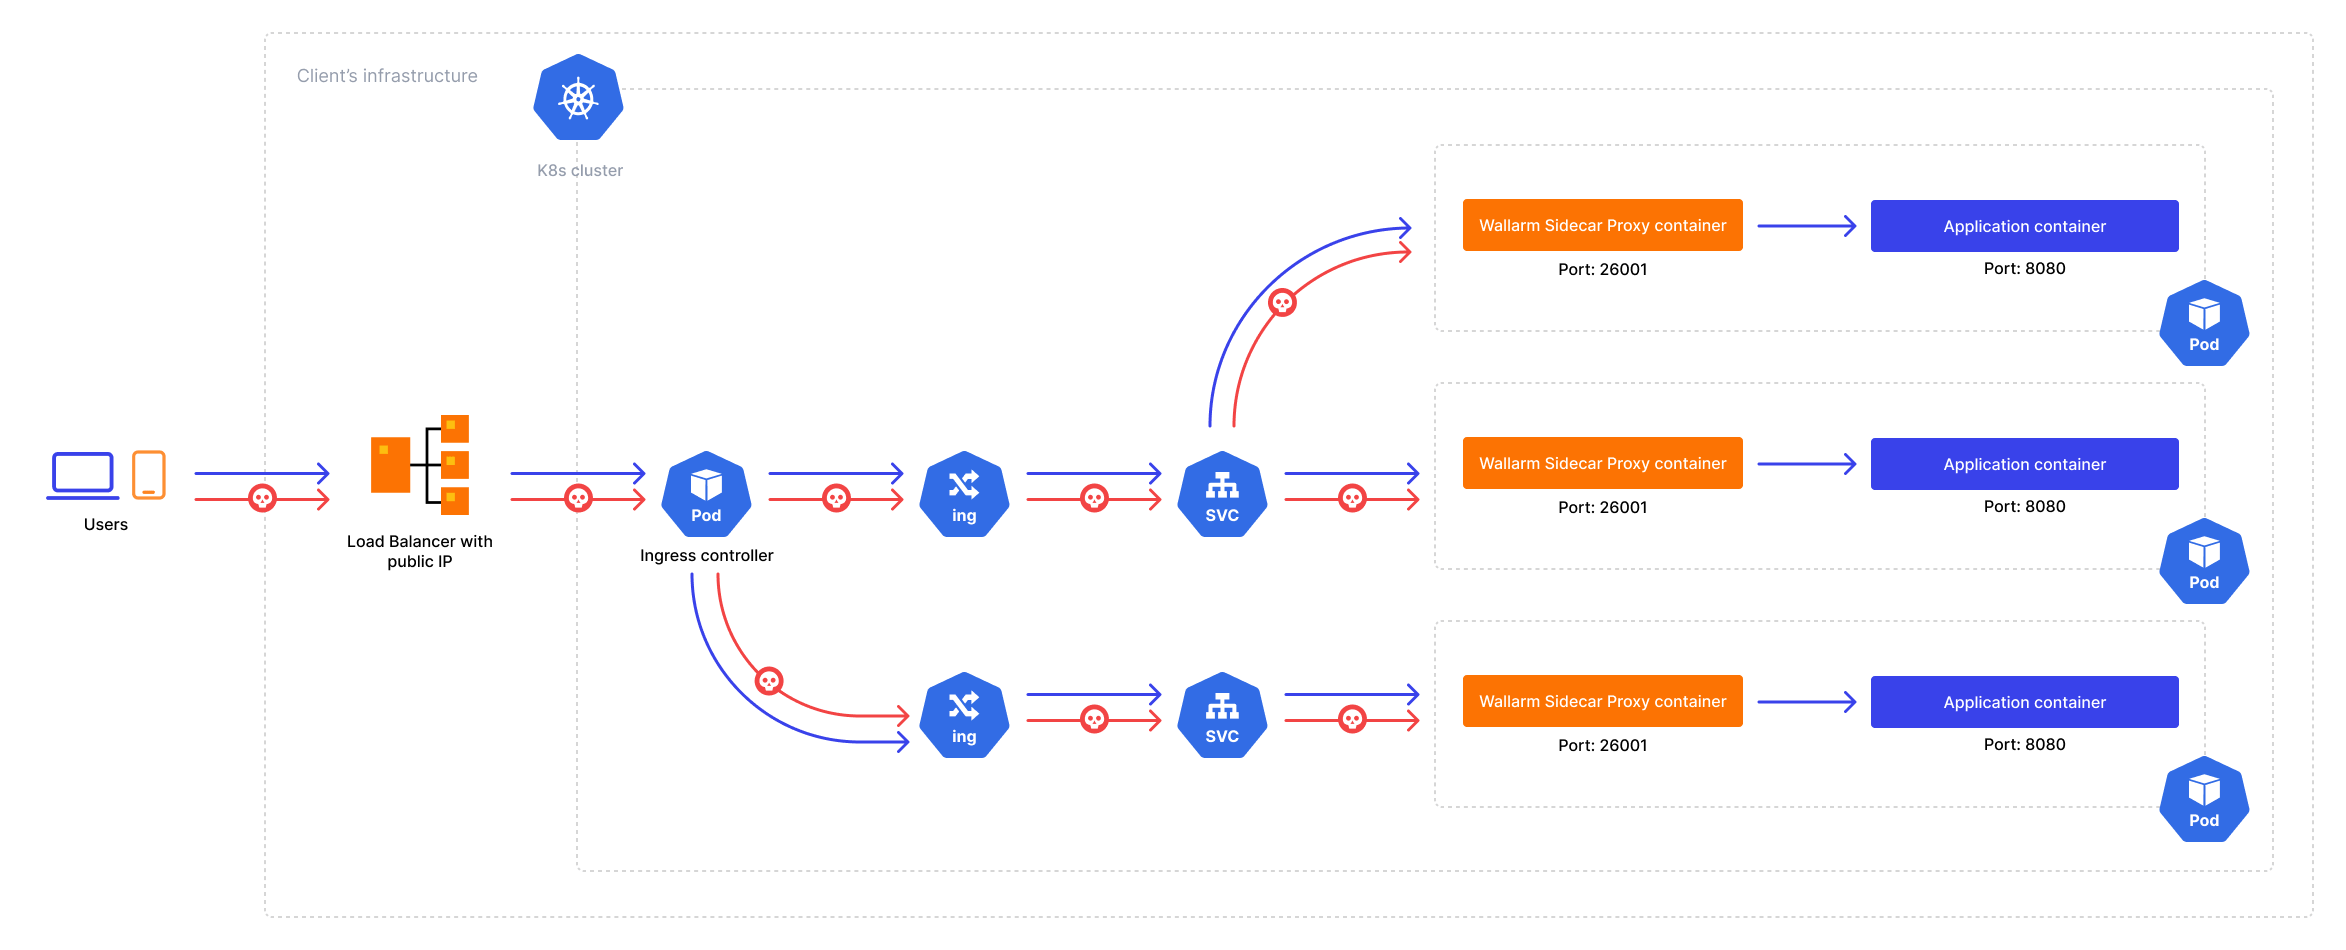 Client's infrastructure
K8s cluster
Wallarm Sidecar Proxy container
Application container
Port: 26001
Port: 8080
Pod
Users
Load Balancer with
public IP
Pod
Ingress controller
ing
SVC
Wallarm Sidecar Proxy container
Application container
Port: 26001
Port: 8080
Pod
ing
SVC
Wallarm Sidecar Proxy container
Application container
Port: 26001
Port: 8080
Pod